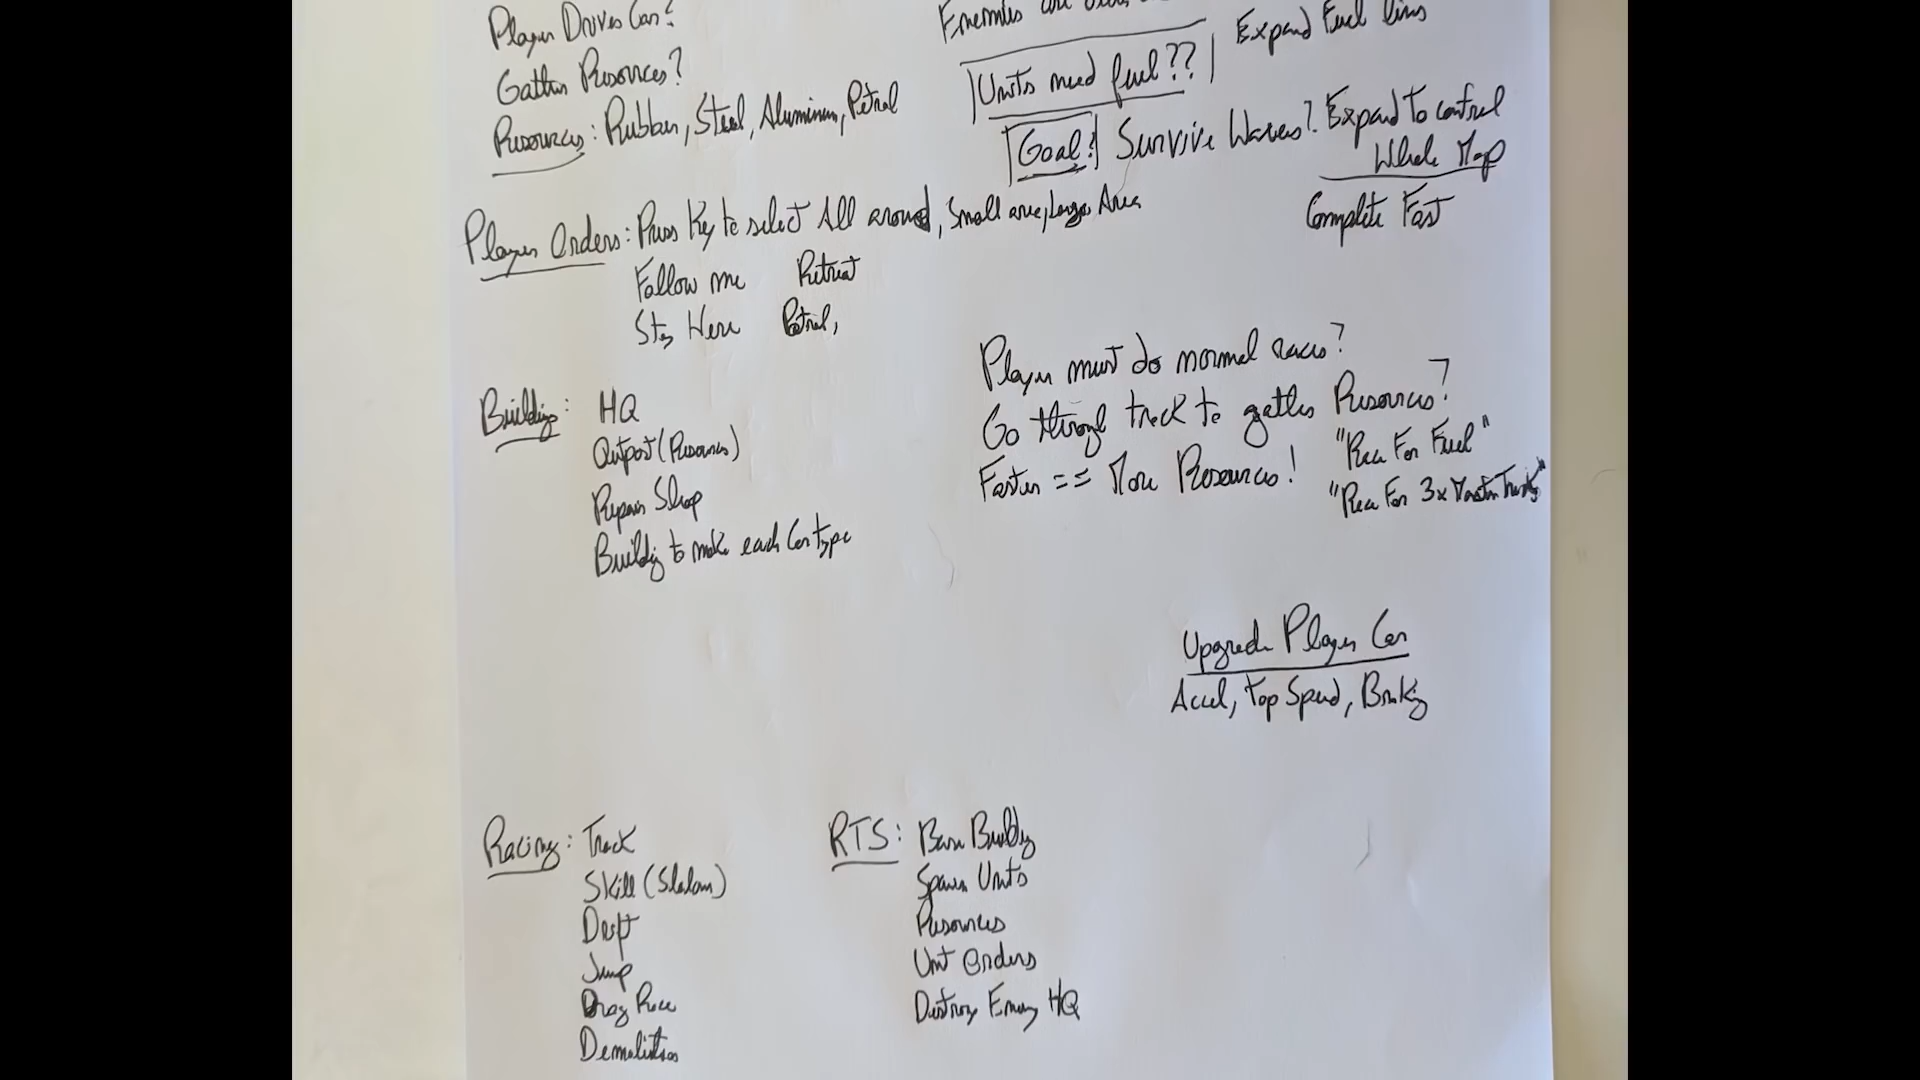 Player Drives Car?
Gather Resources?
Resources: Rubber, Steel, Aluminium, Petrol
Enemies are
Units need fuel??
Expand Fuel lines
Goal: Survive Waves? Expand to control
Whole Map
Complete Fast
Player Orders: Press Key to select All around, Small area, Large Area
Follow me Retreat
Stay Here Patrol,
Buildings: HQ
Outpost (Resources)
Repair Shop
Building to make each Car type
Player must do normal races?
Go through track to gather Resources?
Faster == More Resources!
"Race For Fuel"
"Race For 3x Monster Trucks"
Upgrade Player Car
Accel, Top Speed, Braking
Racing: Track
Skill (Slalom)
Drift
Jump
Drag Race
Demolition
RTS: Base Building
Spawn Units
Resources
Unit Orders
Destroy Enemy HQ